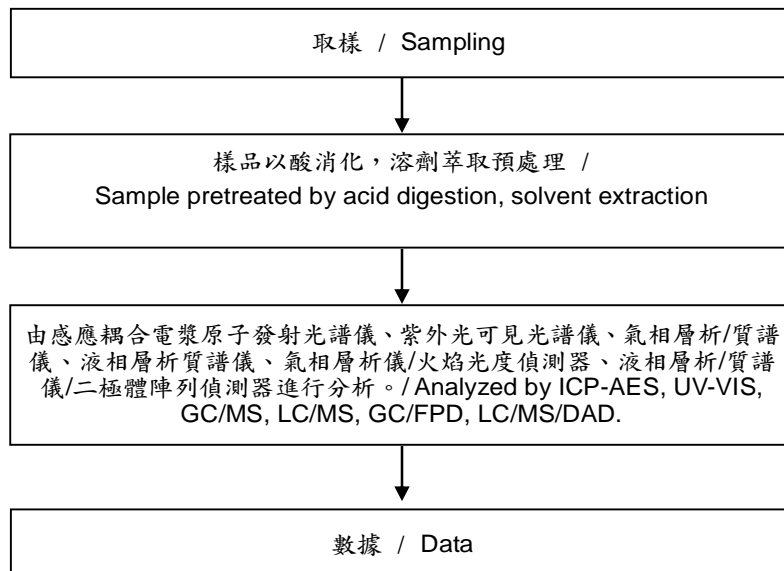 取樣 / Sampling
樣品以酸消化，溶劑萃取預處理 /
Sample pretreated by acid digestion, solvent extraction
由感應耦合電漿原子發射光譜儀、紫外光可見光譜儀、氣相層析/質譜
儀、液相層析質譜儀、氣相層析儀/火焰光度偵測器、液相層析/質譜
儀/二極體陣列偵測器進行分析。/ Analyzed by ICP-AES, UV-VIS,
GC/MS, LC/MS, GC/FPD, LC/MS/DAD.
數據 / Data